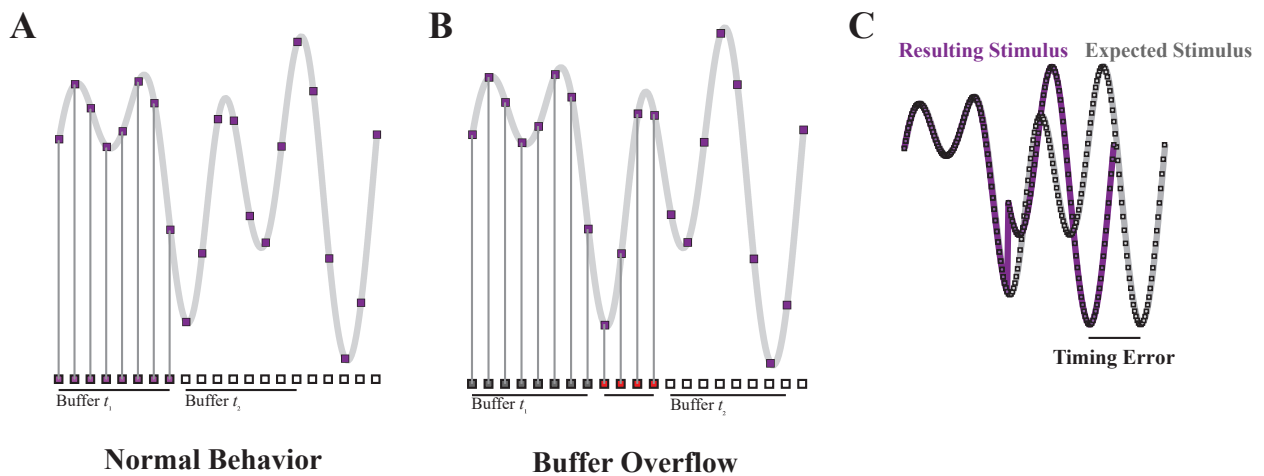 A
B
C
Resulting Stimulus Expected Stimulus
Buffer t₁ Buffer t₂
Buffer t₁ Buffer t₂
Timing Error
Normal Behavior
Buffer Overflow